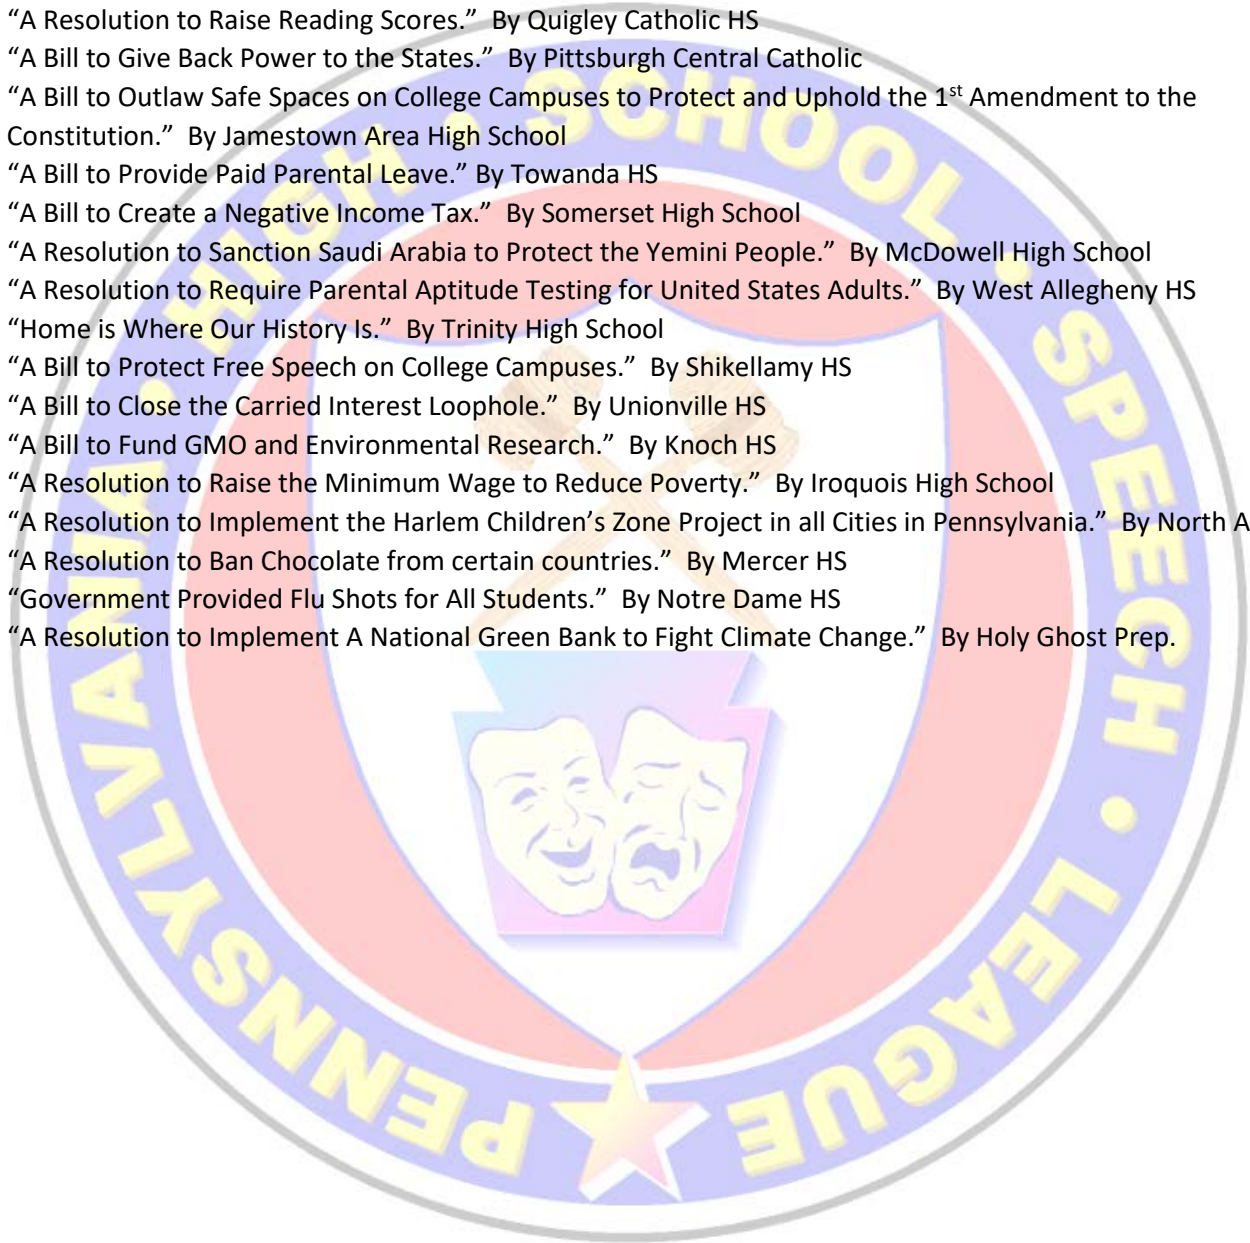 “A Resolution to Raise Reading Scores.” By Quigley Catholic HS
“A Bill to Give Back Power to the States.” By Pittsburgh Central Catholic
“A Bill to Outlaw Safe Spaces on College Campuses to Protect and Uphold the 1st Amendment to the
Constitution.” By Jamestown Area High School
“A Bill to Provide Paid Parental Leave.” By Towanda HS
“A Bill to Create a Negative Income Tax.” By Somerset High School
“A Resolution to Sanction Saudi Arabia to Protect the Yemini People.” By McDowell High School
“A Resolution to Require Parental Aptitude Testing for United States Adults.” By West Allegheny HS
“Home is Where Our History Is.” By Trinity High School
“A Bill to Protect Free Speech on College Campuses.” By Shikellamy HS
“A Bill to Close the Carried Interest Loophole.” By Unionville HS
“A Bill to Fund GMO and Environmental Research.” By Knoch HS
“A Resolution to Raise the Minimum Wage to Reduce Poverty.” By Iroquois High School
“A Resolution to Implement the Harlem Children’s Zone Project in all Cities in Pennsylvania.” By North A
“A Resolution to Ban Chocolate from certain countries.” By Mercer HS
“Government Provided Flu Shots for All Students.” By Notre Dame HS
“A Resolution to Implement A National Green Bank to Fight Climate Change.” By Holy Ghost Prep.
PENNSYLVANIA • HIGH • SCHOOL • SPEECH • LEAGUE